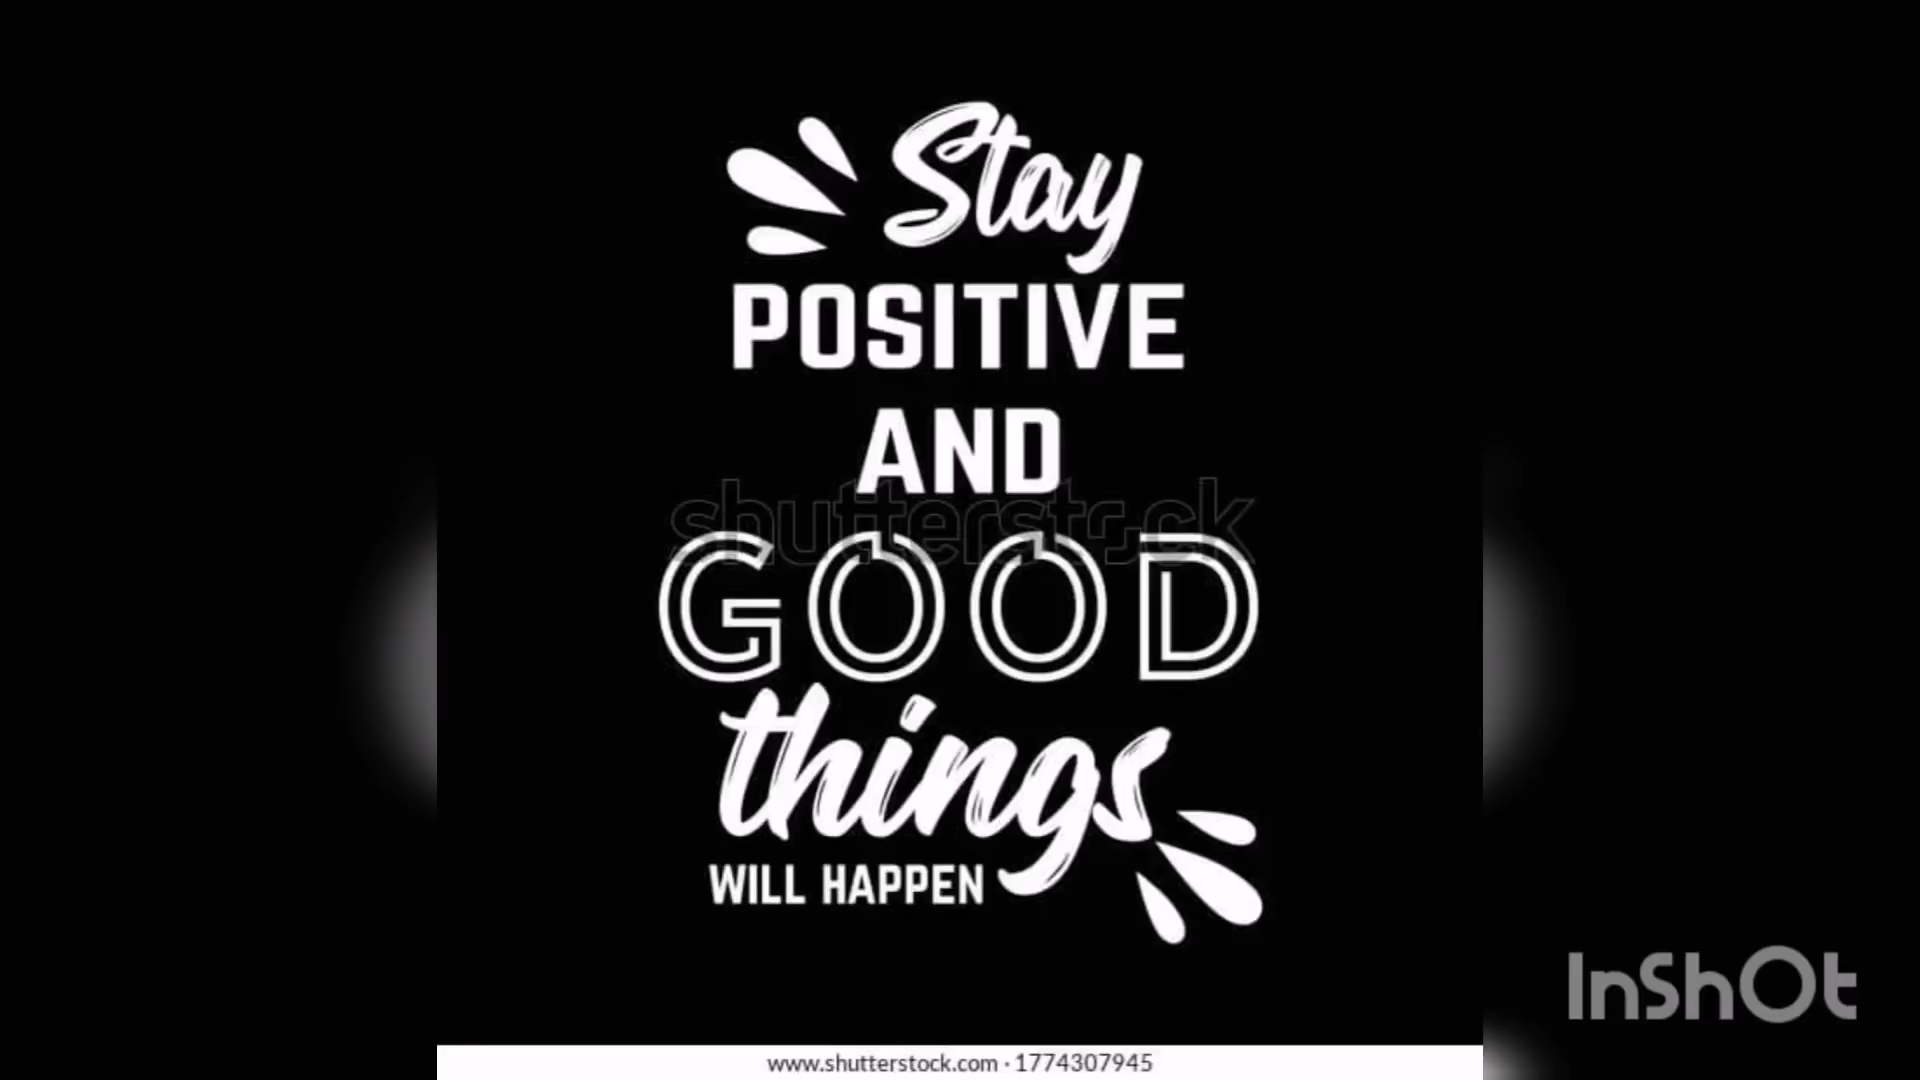 Stay
POSITIVE
AND
shutterstock
GOOD
things
WILL HAPPEN
InShOt
www.shutterstock.com · 1774307945